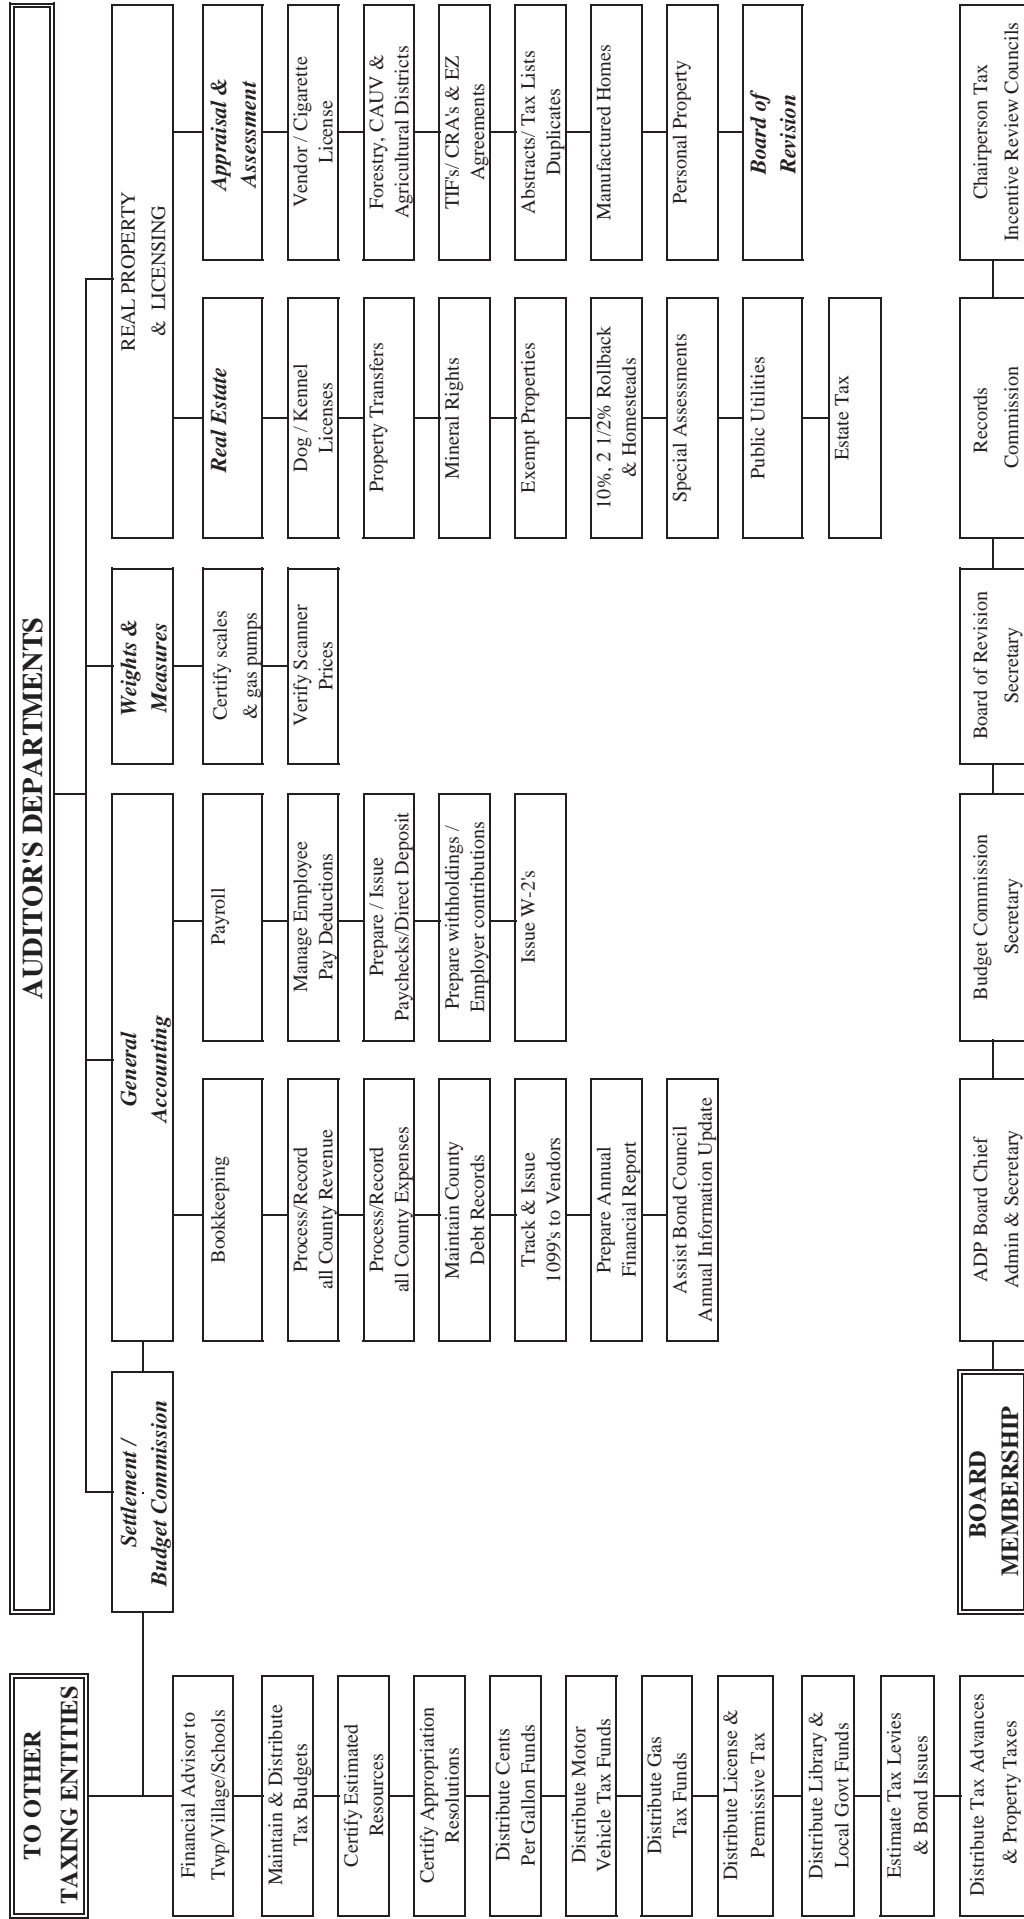 TO OTHER
TAXING ENTITIES
Financial Advisor to
Twp/Village/Schools
Maintain & Distribute
Tax Budgets
Certify Estimated
Resources
Certify Appropriation
Resolutions
Distribute Cents
Per Gallon Funds
Distribute Motor
Vehicle Tax Funds
Distribute Gas
Tax Funds
Distribute License &
Permissive Tax
Distribute Library &
Local Govt Funds
Estimate Tax Levies
& Bond Issues
Distribute Tax Advances
& Property Taxes
AUDITOR'S DEPARTMENTS
Settlement /
Budget Commission
General
Accounting
Bookkeeping
Process/Record
all County Revenue
Process/Record
all County Expenses
Maintain County
Debt Records
Track & Issue
1099's to Vendors
Prepare Annual
Financial Report
Assist Bond Council
Annual Information Update
Payroll
Manage Employee
Pay Deductions
Prepare / Issue
Paychecks/Direct Deposit
Prepare withholdings /
Employer contributions
Issue W-2's
Weights &
Measures
Certify scales
& gas pumps
Verify Scanner
Prices
REAL PROPERTY
& LICENSING
Real Estate
Dog / Kennel
Licenses
Property Transfers
Mineral Rights
Exempt Properties
10%, 2 1/2% Rollback
& Homesteads
Special Assessments
Public Utilities
Estate Tax
Appraisal &
Assessment
Vendor / Cigarette
License
Forestry, CAUV &
Agricultural Districts
TIF's/ CRA's & EZ
Agreements
Abstracts/ Tax Lists
Duplicates
Manufactured Homes
Personal Property
Board of
Revision
BOARD
MEMBERSHIP
ADP Board Chief
Admin & Secretary
Budget Commission
Secretary
Board of Revision
Secretary
Records
Commission
Chairperson Tax
Incentive Review Councils